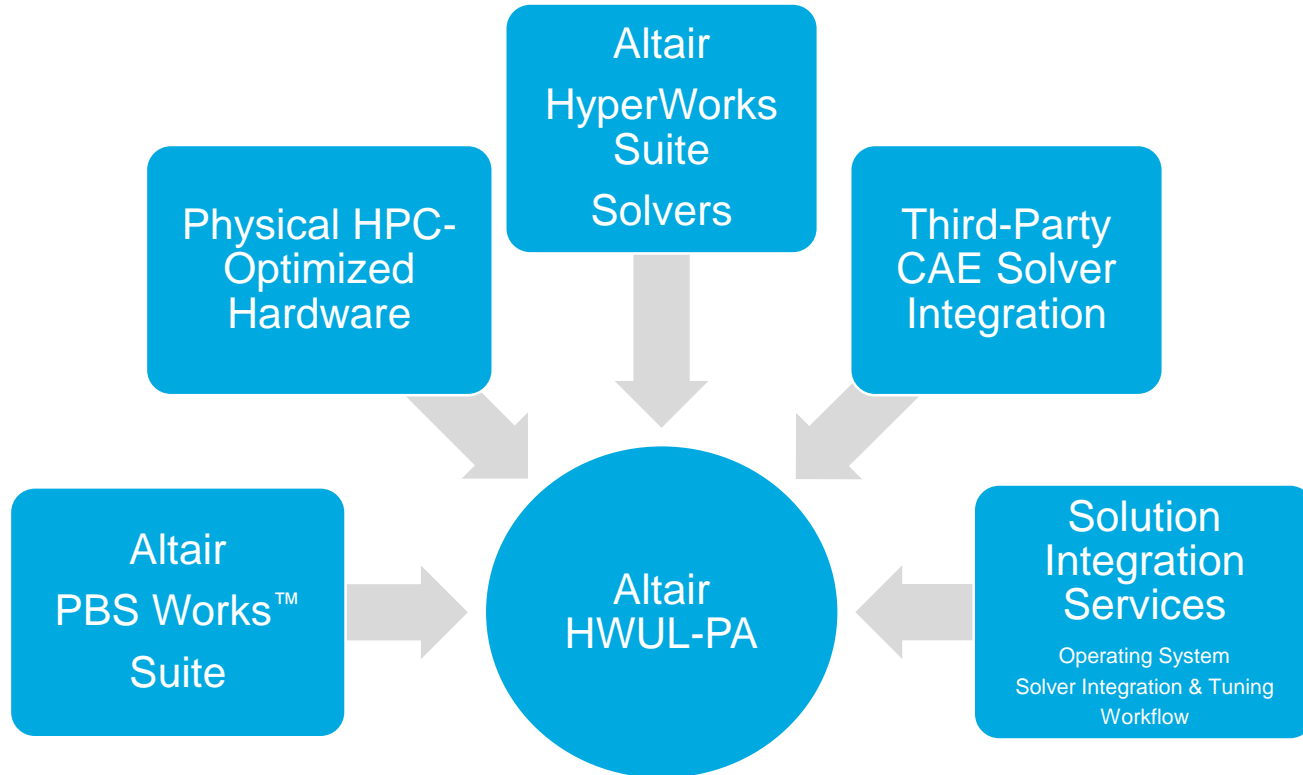 Altair
HyperWorks
Suite
Solvers
Physical HPC-
Optimized
Hardware
Third-Party
CAE Solver
Integration
Altair
PBS Works™
Suite
Altair
HWUL-PA
Solution
Integration
Services
Operating System
Solver Integration & Tuning
Workflow